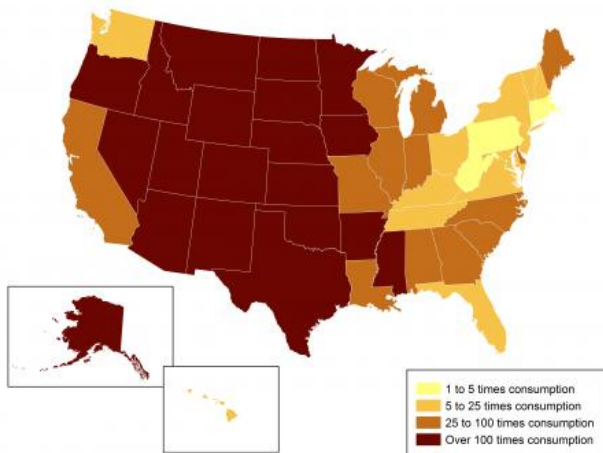 1 to 5 times consumption
5 to 25 times consumption
25 to 100 times consumption
Over 100 times consumption